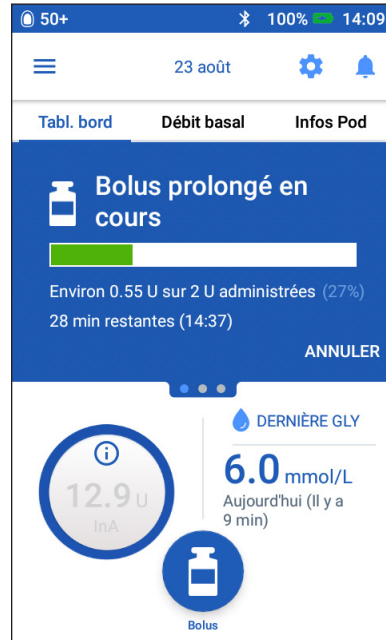 50+ 100% 14:09
23 août
Tabl. bord Débit basal Infos Pod
Bolus prolongé en
cours
Environ 0.55 U sur 2 U administrées (27%)
28 min restantes (14:37)
ANNULER
DERNIÈRE GLY
12.9 U
InA
6.0 mmol/L
Aujourd'hui (Il y a
9 min)
Bolus